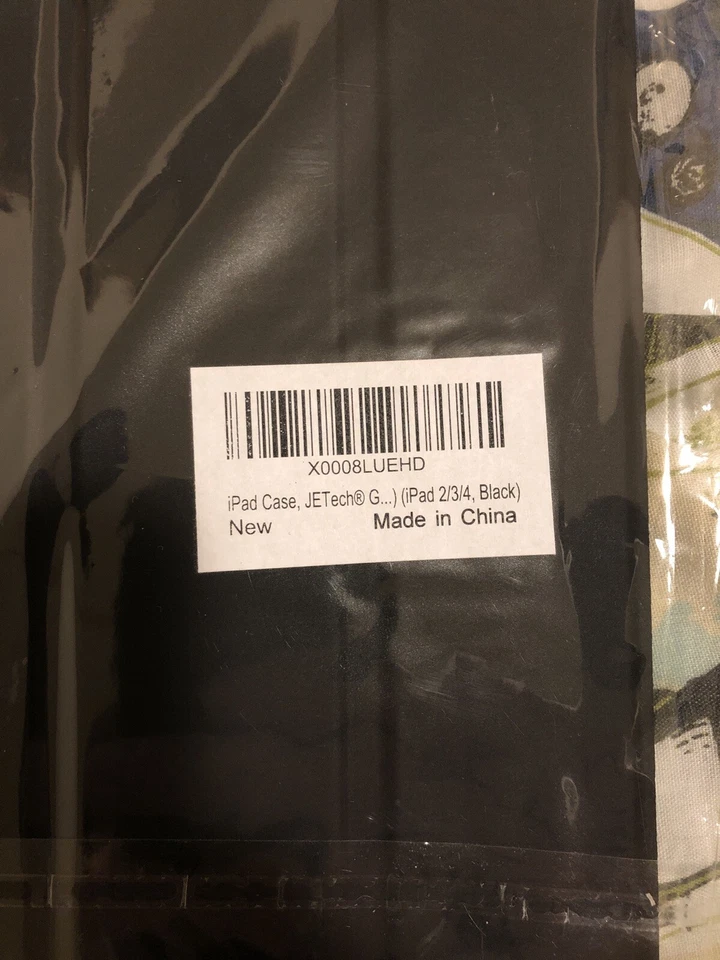 X0008LUEHD
iPad Case, JETech® G...) (iPad 2/3/4, Black)
New Made in China